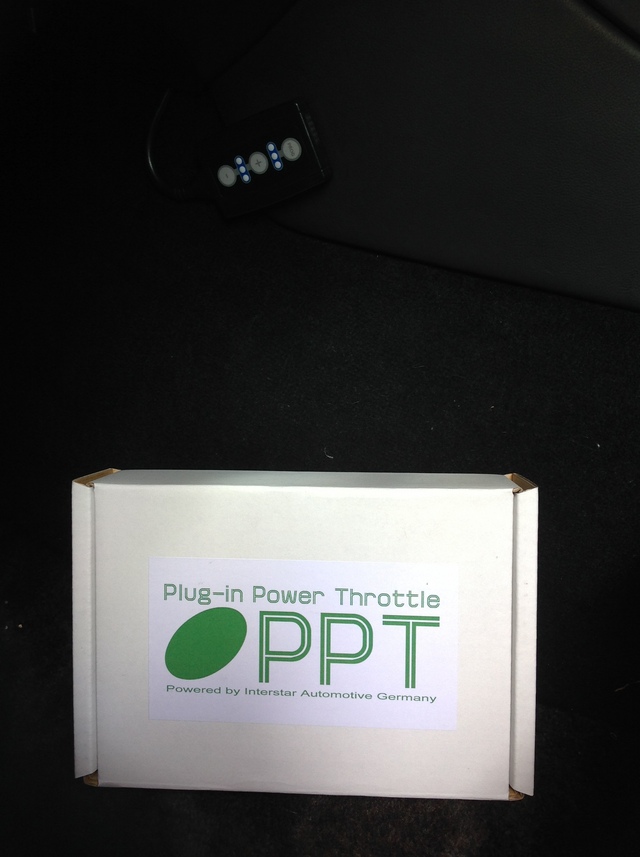 +
Plug-in Power Throttle
PPT
Powered by Interstar Automotive Germany